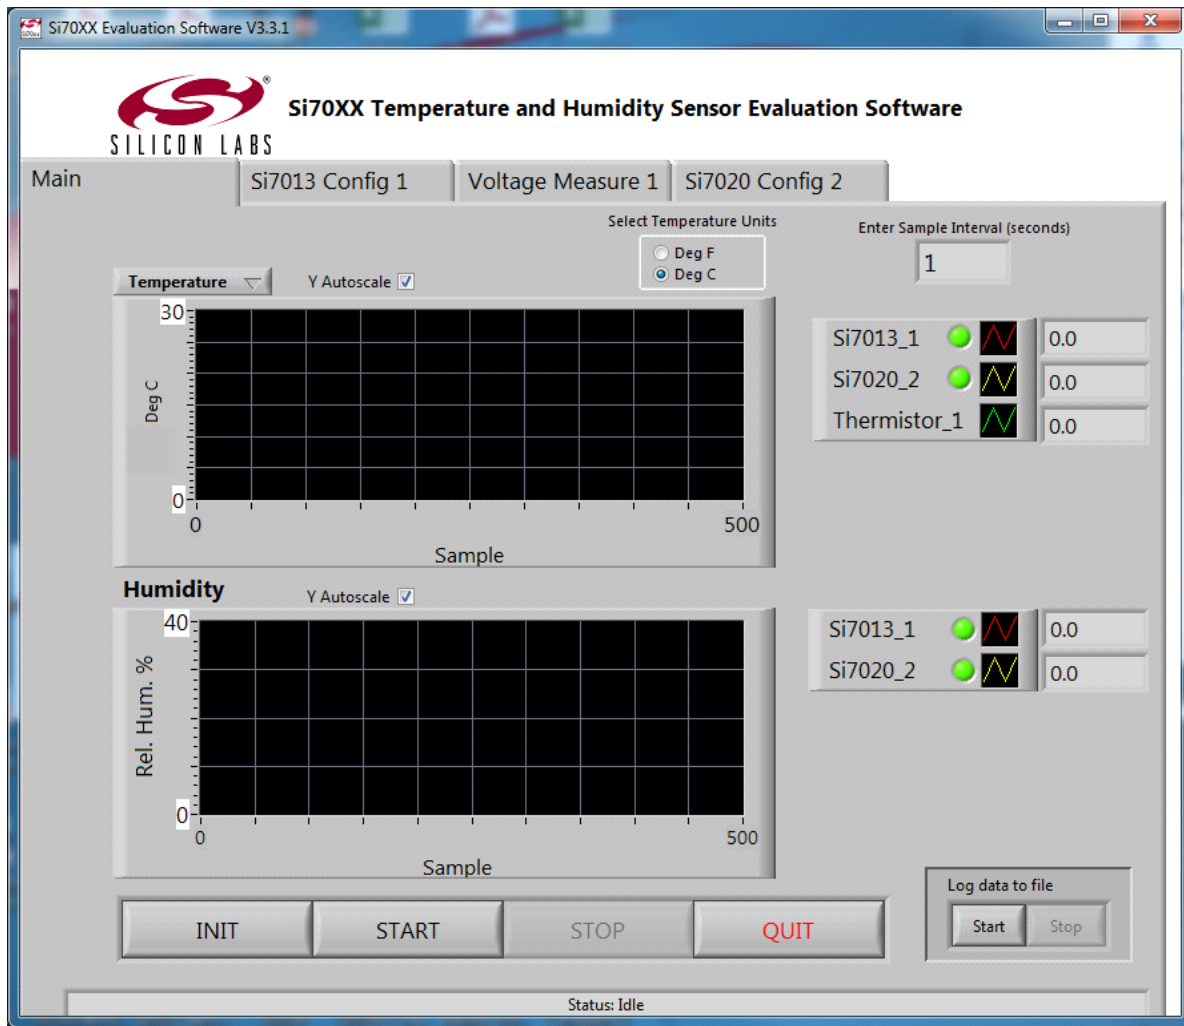 Si70XX Evaluation Software V3.3.1
SILICON LABS
Si70XX Temperature and Humidity Sensor Evaluation Software
Main
Si7013 Config 1
Voltage Measure 1
Si7020 Config 2
Select Temperature Units
Deg F
Deg C
Enter Sample Interval (seconds)
1
Temperature
Y Autoscale
30
Deg C
0
0
500
Sample
Si7013_1
0.0
Si7020_2
0.0
Thermistor_1
0.0
Humidity
Y Autoscale
40
Rel. Hum. %
0
0
500
Sample
Si7013_1
0.0
Si7020_2
0.0
INIT
START
STOP
QUIT
Log data to file
Start
Stop
Status: Idle